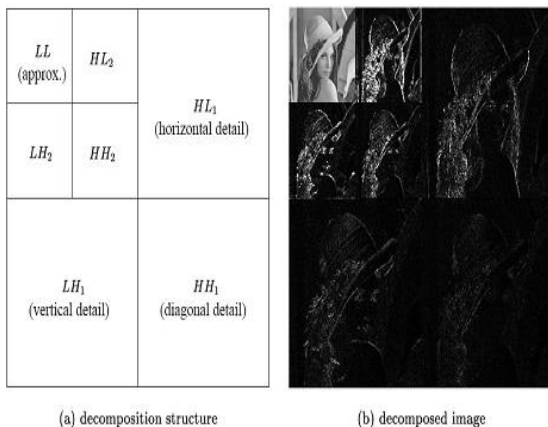 LL
(approx.)
HL₂
HL₁
(horizontal detail)
LH₂
HH₂
LH₁
(vertical detail)
HH₁
(diagonal detail)
(a) decomposition structure
(b) decomposed image